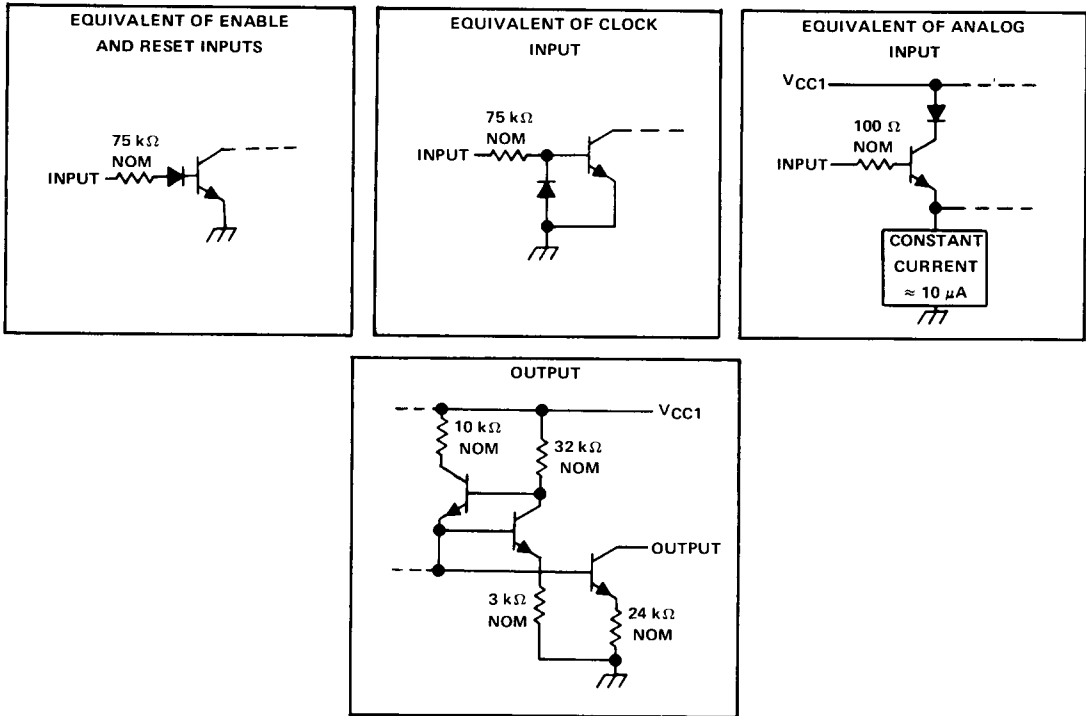 EQUIVALENT OF ENABLE
AND RESET INPUTS
75 kΩ
NOM
INPUT
EQUIVALENT OF CLOCK
INPUT
75 kΩ
NOM
INPUT
EQUIVALENT OF ANALOG
INPUT
VCC1
100 Ω
NOM
INPUT
CONSTANT
CURRENT
≈ 10 μA
OUTPUT
VCC1
10 kΩ
NOM
32 kΩ
NOM
OUTPUT
3 kΩ
NOM
24 kΩ
NOM